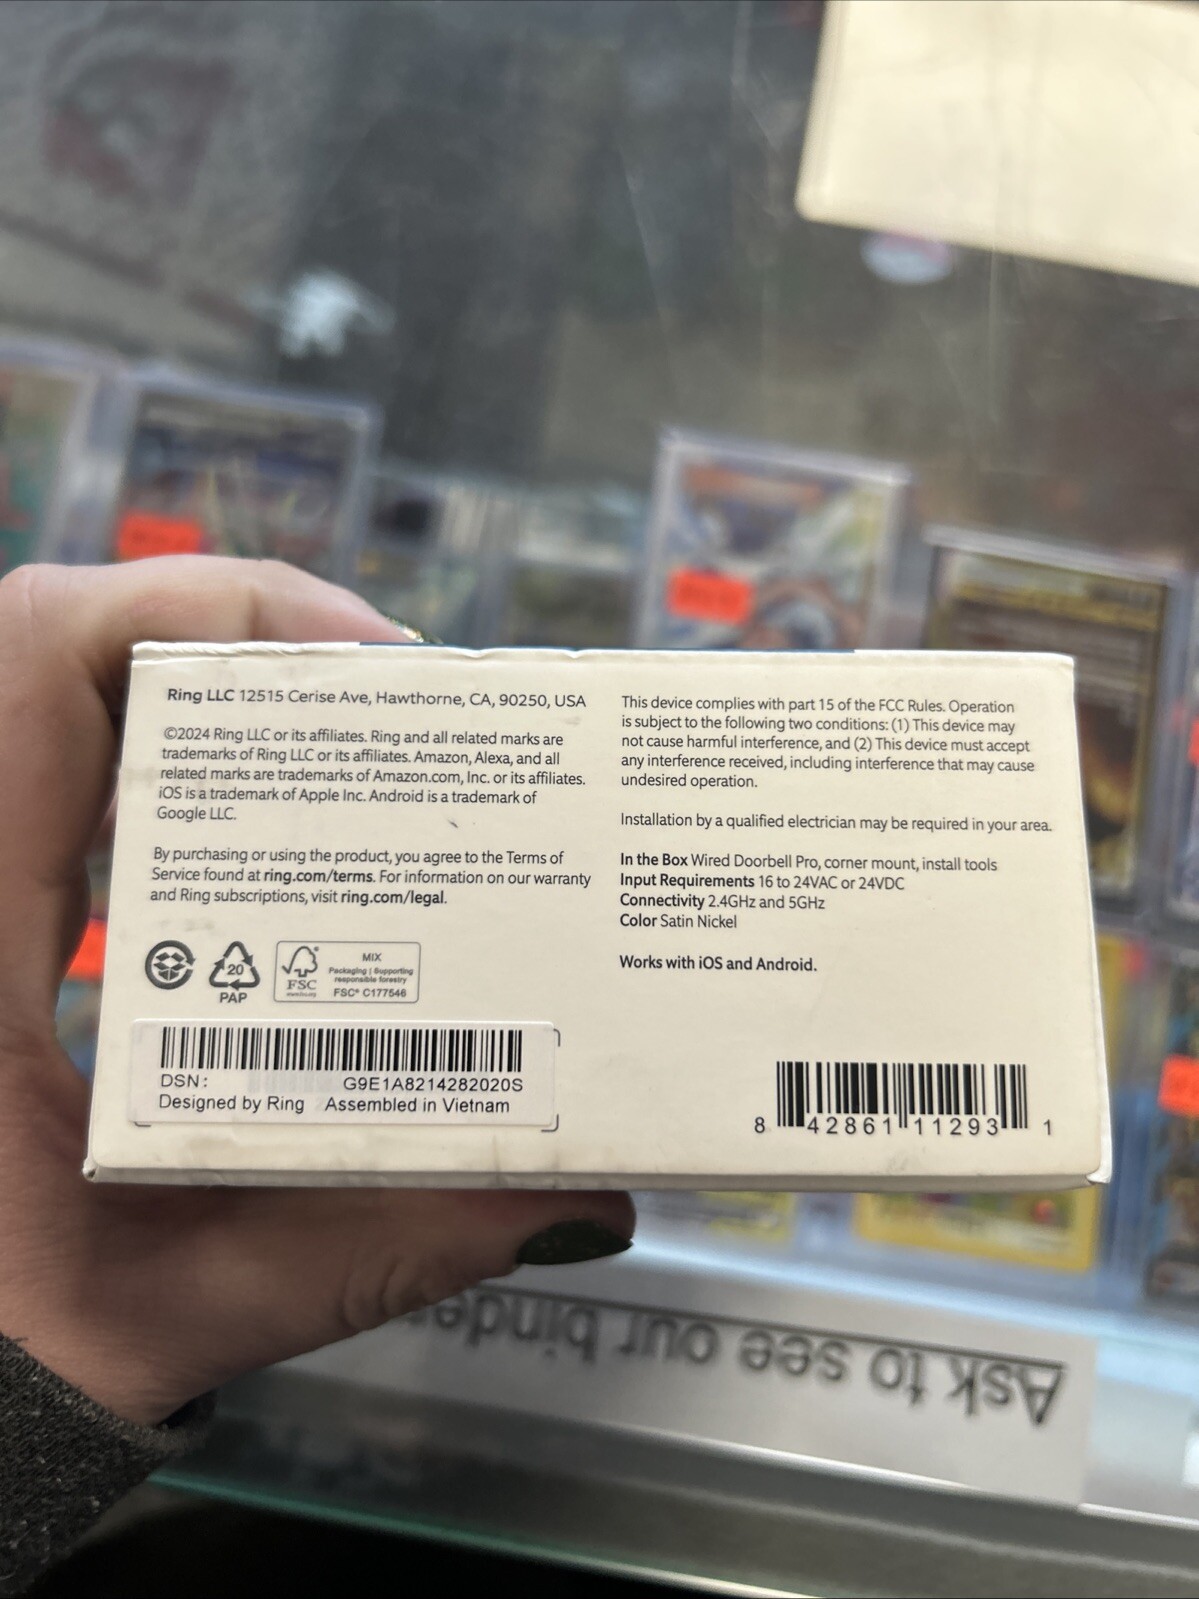 Ring LLC 12515 Cerise Ave, Hawthorne, CA, 90250, USA
©2024 Ring LLC or its affiliates. Ring and all related marks are
trademarks of Ring LLC or its affiliates. Amazon, Alexa, and all
related marks are trademarks of Amazon.com, Inc. or its affiliates.
iOS is a trademark of Apple Inc. Android is a trademark of
Google LLC.
By purchasing or using the product, you agree to the Terms of
Service found at ring.com/terms. For information on our warranty
and Ring subscriptions, visit ring.com/legal.
20
PAP
FSC
MIX
Packaging | Supporting
responsible forestry
FSC® C177546
DSN: G9E1A8214282020S
Designed by Ring Assembled in Vietnam
This device complies with part 15 of the FCC Rules. Operation
is subject to the following two conditions: (1) This device may
not cause harmful interference, and (2) This device must accept
any interference received, including interference that may cause
undesired operation.
Installation by a qualified electrician may be required in your area.
In the Box Wired Doorbell Pro, corner mount, install tools
Input Requirements 16 to 24VAC or 24VDC
Connectivity 2.4GHz and 5GHz
Color Satin Nickel
Works with iOS and Android.
8 42861 11293 1
Ask to see our